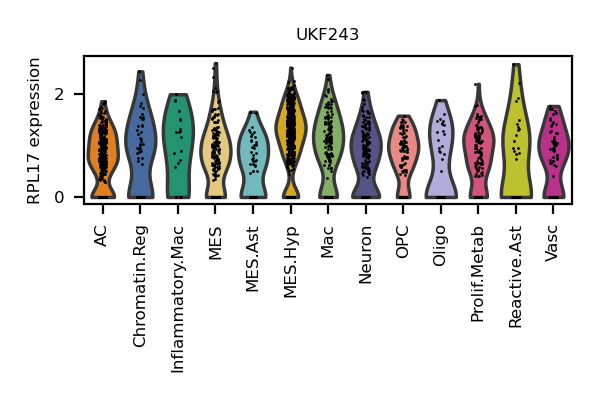 UKF243
RPL17 expression
2
0
AC
Chromatin.Reg
Inflammatory.Mac
MES
MES.Ast
MES.Hyp
Mac
Neuron
OPC
Oligo
Prolif.Metab
Reactive.Ast
Vasc